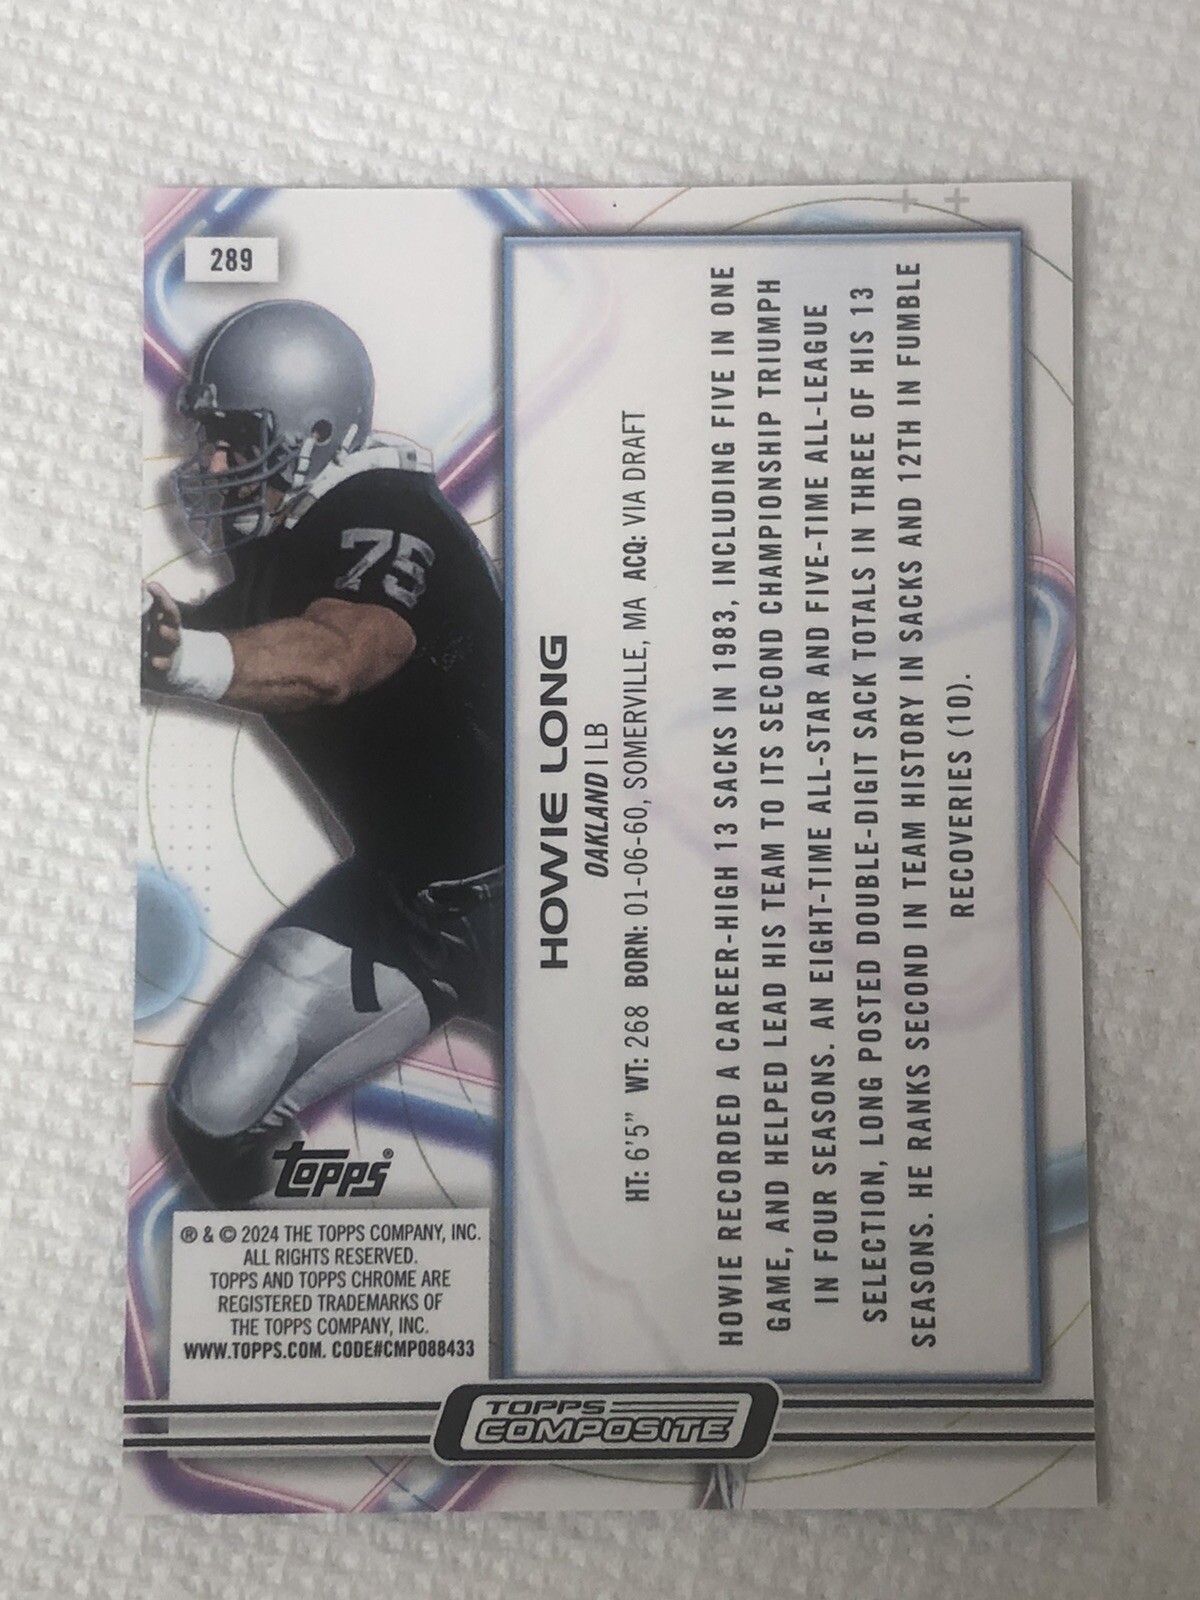 289
75
HOWIE LONG
OAKLAND | LB
HT: 6'5" WT: 268 BORN: 01-06-60, SOMERVILLE, MA ACQ: VIA DRAFT
HOWIE RECORDED A CAREER-HIGH 13 SACKS IN 1983, INCLUDING FIVE IN ONE
GAME, AND HELPED LEAD HIS TEAM TO ITS SECOND CHAMPIONSHIP TRIUMPH
IN FOUR SEASONS. AN EIGHT-TIME ALL-STAR AND FIVE-TIME ALL-LEAGUE
SELECTION, LONG POSTED DOUBLE-DIGIT SACK TOTALS IN THREE OF HIS 13
SEASONS. HE RANKS SECOND IN TEAM HISTORY IN SACKS AND 12TH IN FUMBLE
RECOVERIES (10).
topps®
® & © 2024 THE TOPPS COMPANY, INC.
ALL RIGHTS RESERVED.
TOPPS AND TOPPS CHROME ARE
REGISTERED TRADEMARKS OF
THE TOPPS COMPANY, INC.
WWW.TOPPS.COM. CODE#CMP088433
TOPPS
COMPOSITE